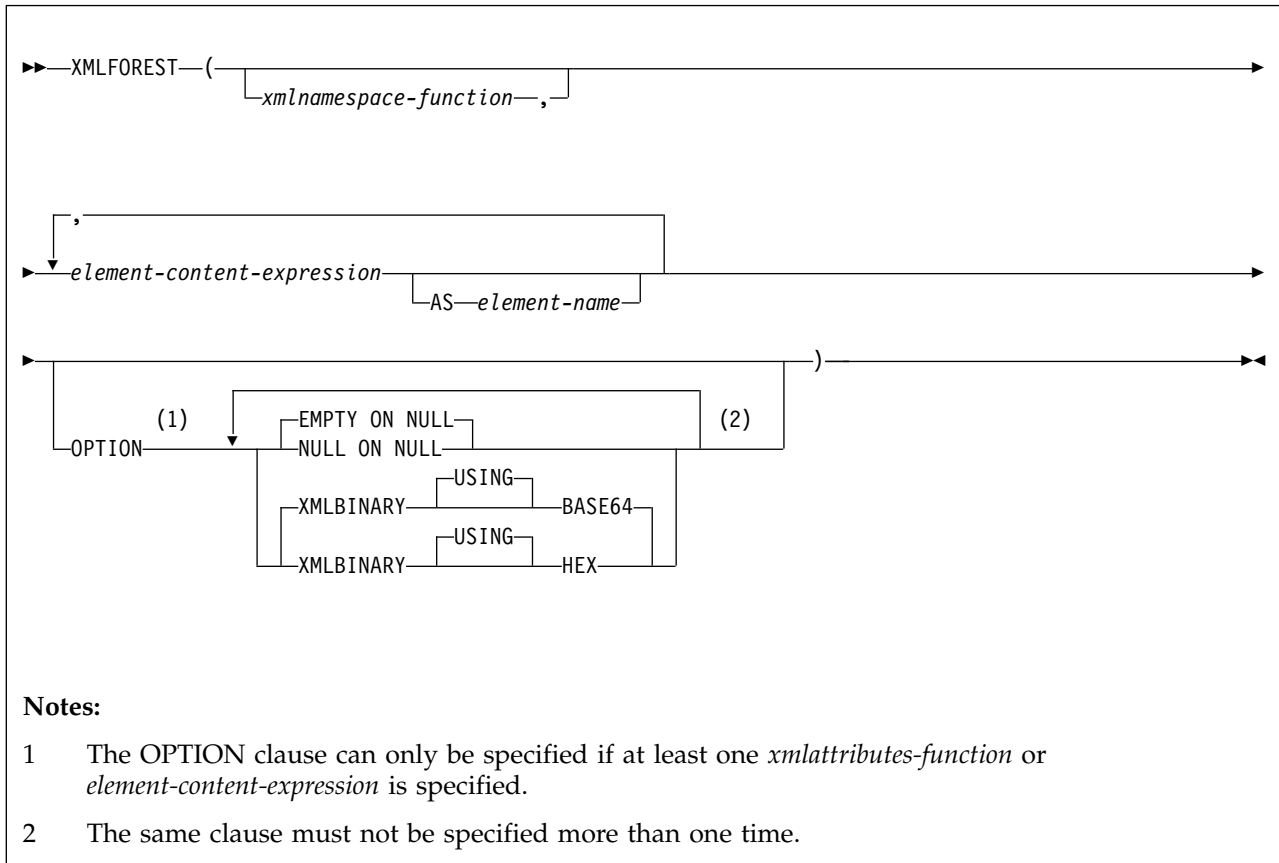 XMLFOREST (
xmlnamespace-function ,
,
element-content-expression
AS element-name
)
(1) EMPTY ON NULL (2)
OPTION NULL ON NULL
USING
XMLBINARY BASE64
USING
XMLBINARY HEX
Notes:
1 The OPTION clause can only be specified if at least one xmlattributes-function or
element-content-expression is specified.
2 The same clause must not be specified more than one time.